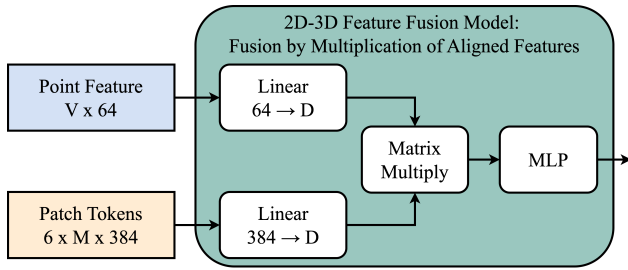 2D-3D Feature Fusion Model:
Fusion by Multiplication of Aligned Features
Point Feature
V x 64
Linear
64 → D
Matrix
Multiply
MLP
Patch Tokens
6 x M x 384
Linear
384 → D